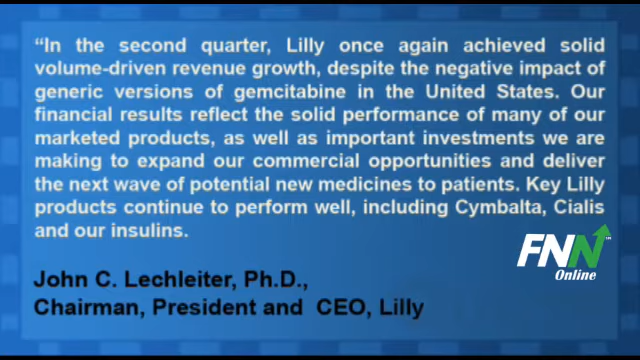 “In the second quarter, Lilly once again achieved solid
volume-driven revenue growth, despite the negative impact of
generic versions of gemcitabine in the United States. Our
financial results reflect the solid performance of many of our
marketed products, as well as important investments we are
making to expand our commercial opportunities and deliver
the next wave of potential new medicines to patients. Key Lilly
products continue to perform well, including Cymbalta, Cialis
and our insulins.
FNN
Online
John C. Lechleiter, Ph.D.,
Chairman, President and CEO, Lilly